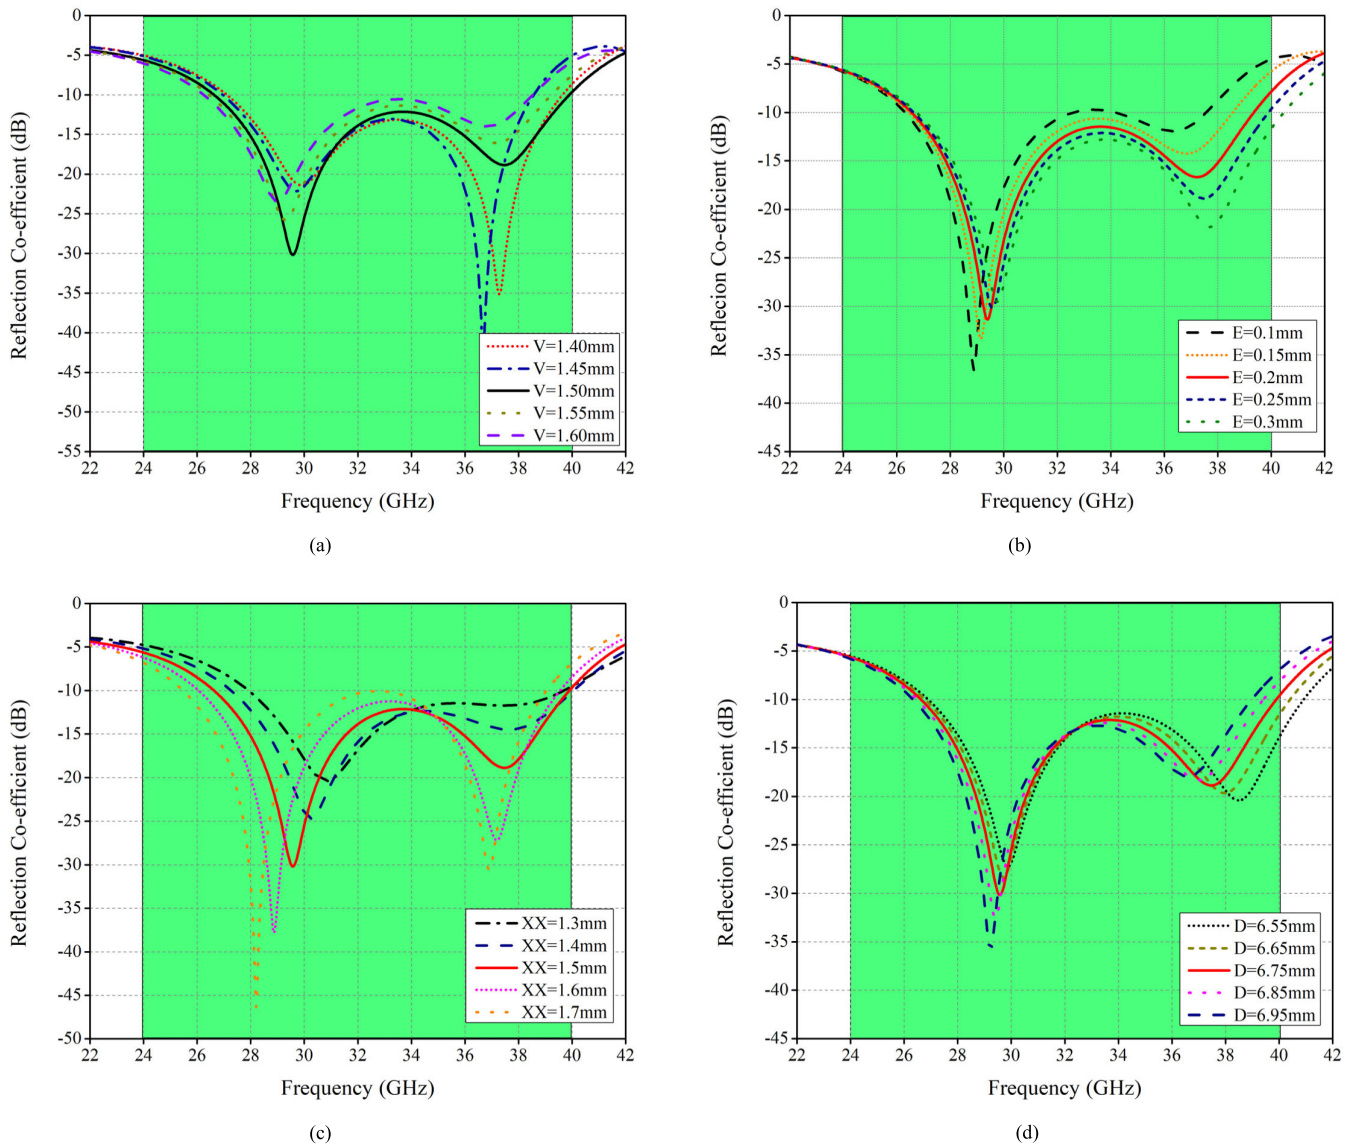 0
-5
-10
-15
-20
-25
-30
-35
-40
-45
-50
-55
Reflection Co-efficient (dB)
V=1.40mm
V=1.45mm
V=1.50mm
V=1.55mm
V=1.60mm
22 24 26 28 30 32 34 36 38 40 42
Frequency (GHz)
(a)
0
-5
-10
-15
-20
-25
-30
-35
-40
-45
Reflecion Co-efficient (dB)
E=0.1mm
E=0.15mm
E=0.2mm
E=0.25mm
E=0.3mm
22 24 26 28 30 32 34 36 38 40 42
Frequency (GHz)
(b)
0
-5
-10
-15
-20
-25
-30
-35
-40
-45
-50
Reflection Co-efficient (dB)
XX=1.3mm
XX=1.4mm
XX=1.5mm
XX=1.6mm
XX=1.7mm
22 24 26 28 30 32 34 36 38 40 42
Frequency (GHz)
(c)
0
-5
-10
-15
-20
-25
-30
-35
-40
-45
Reflecion Co-efficient (dB)
D=6.55mm
D=6.65mm
D=6.75mm
D=6.85mm
D=6.95mm
22 24 26 28 30 32 34 36 38 40 42
Frequency (GHz)
(d)